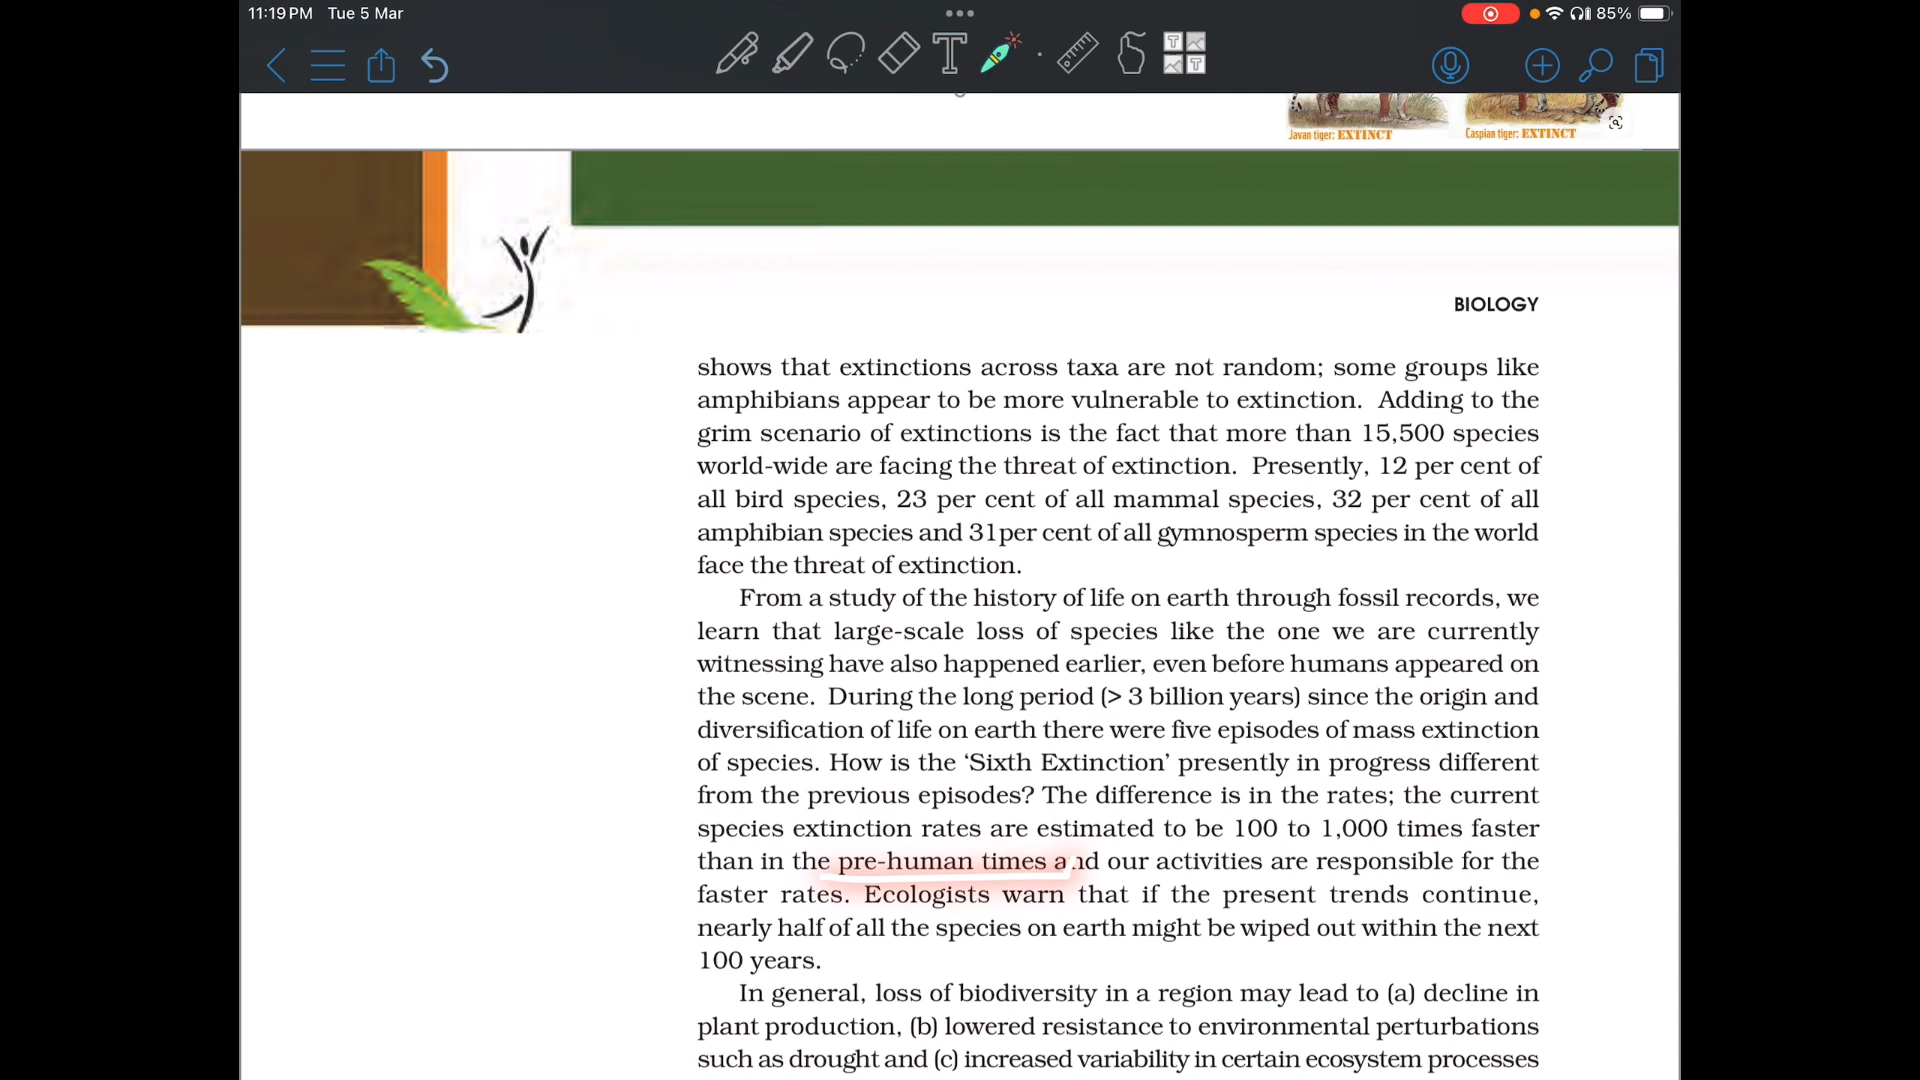 11:19 PM Tue 5 Mar
85%
Javan tiger: EXTINCT
Caspian tiger: EXTINCT
BIOLOGY
shows that extinctions across taxa are not random; some groups like
amphibians appear to be more vulnerable to extinction. Adding to the
grim scenario of extinctions is the fact that more than 15,500 species
world-wide are facing the threat of extinction. Presently, 12 per cent of
all bird species, 23 per cent of all mammal species, 32 per cent of all
amphibian species and 31per cent of all gymnosperm species in the world
face the threat of extinction.
From a study of the history of life on earth through fossil records, we
learn that large-scale loss of species like the one we are currently
witnessing have also happened earlier, even before humans appeared on
the scene. During the long period (> 3 billion years) since the origin and
diversification of life on earth there were five episodes of mass extinction
of species. How is the ‘Sixth Extinction’ presently in progress different
from the previous episodes? The difference is in the rates; the current
species extinction rates are estimated to be 100 to 1,000 times faster
than in the pre-human times and our activities are responsible for the
faster rates. Ecologists warn that if the present trends continue,
nearly half of all the species on earth might be wiped out within the next
100 years.
In general, loss of biodiversity in a region may lead to (a) decline in
plant production, (b) lowered resistance to environmental perturbations
such as drought and (c) increased variability in certain ecosystem processes